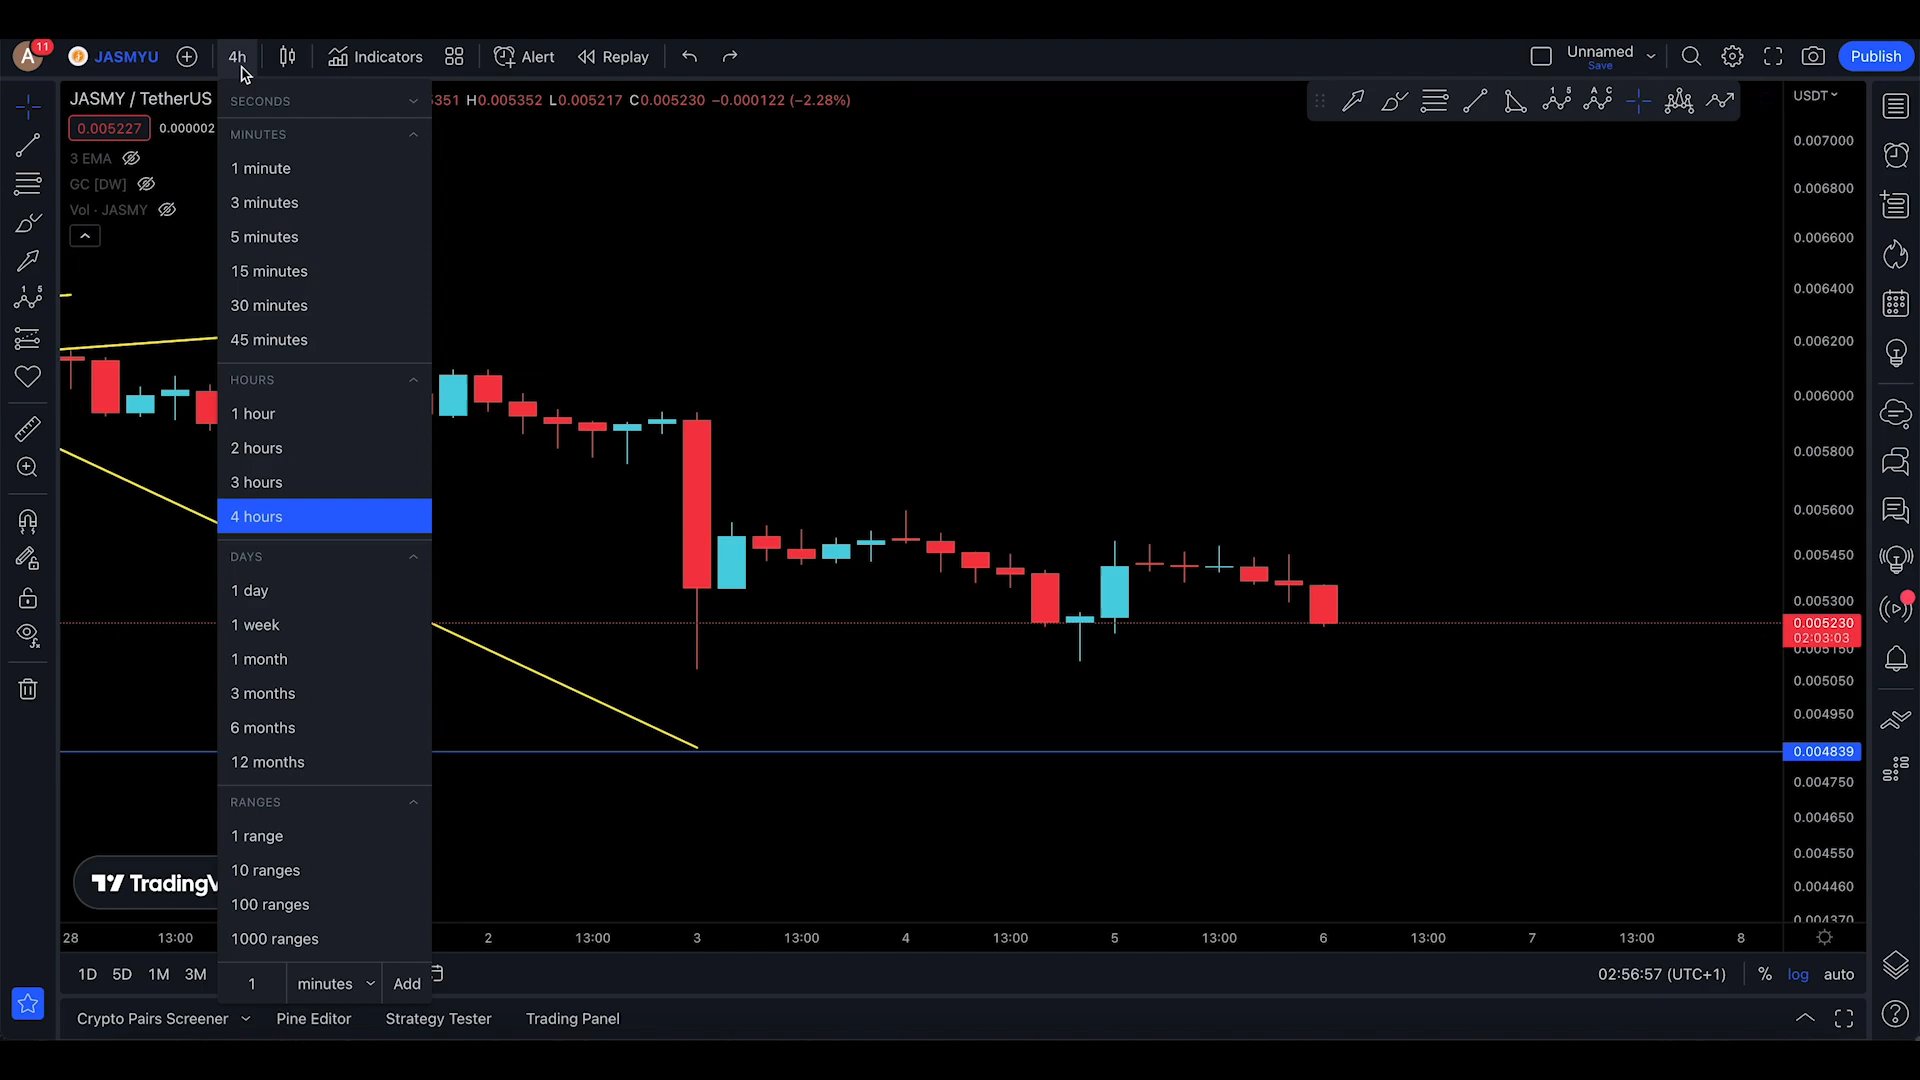 A 11 JASMYU 4h Indicators Alert Replay Unnamed Save Publish
JASMY / TetherUS 351 H0.005352 L0.005217 C0.005230 −0.000122 (−2.28%)
0.005227 0.000002
3 EMA
GC [DW]
Vol · JASMY
SECONDS
MINUTES
1 minute
3 minutes
5 minutes
15 minutes
30 minutes
45 minutes
HOURS
1 hour
2 hours
3 hours
4 hours
DAYS
1 day
1 week
1 month
3 months
6 months
12 months
RANGES
1 range
10 ranges
100 ranges
1000 ranges
1 minutes Add
USDT
0.007000
0.006800
0.006600
0.006400
0.006200
0.006000
0.005800
0.005600
0.005450
0.005300
0.005230
02:03:03
0.005150
0.005050
0.004950
0.004839
0.004750
0.004650
0.004550
0.004460
0.004370
TradingV
28 13:00 2 13:00 3 13:00 4 13:00 5 13:00 6 13:00 7 13:00 8
1D 5D 1M 3M 02:56:57 (UTC+1) % log auto
Crypto Pairs Screener Pine Editor Strategy Tester Trading Panel